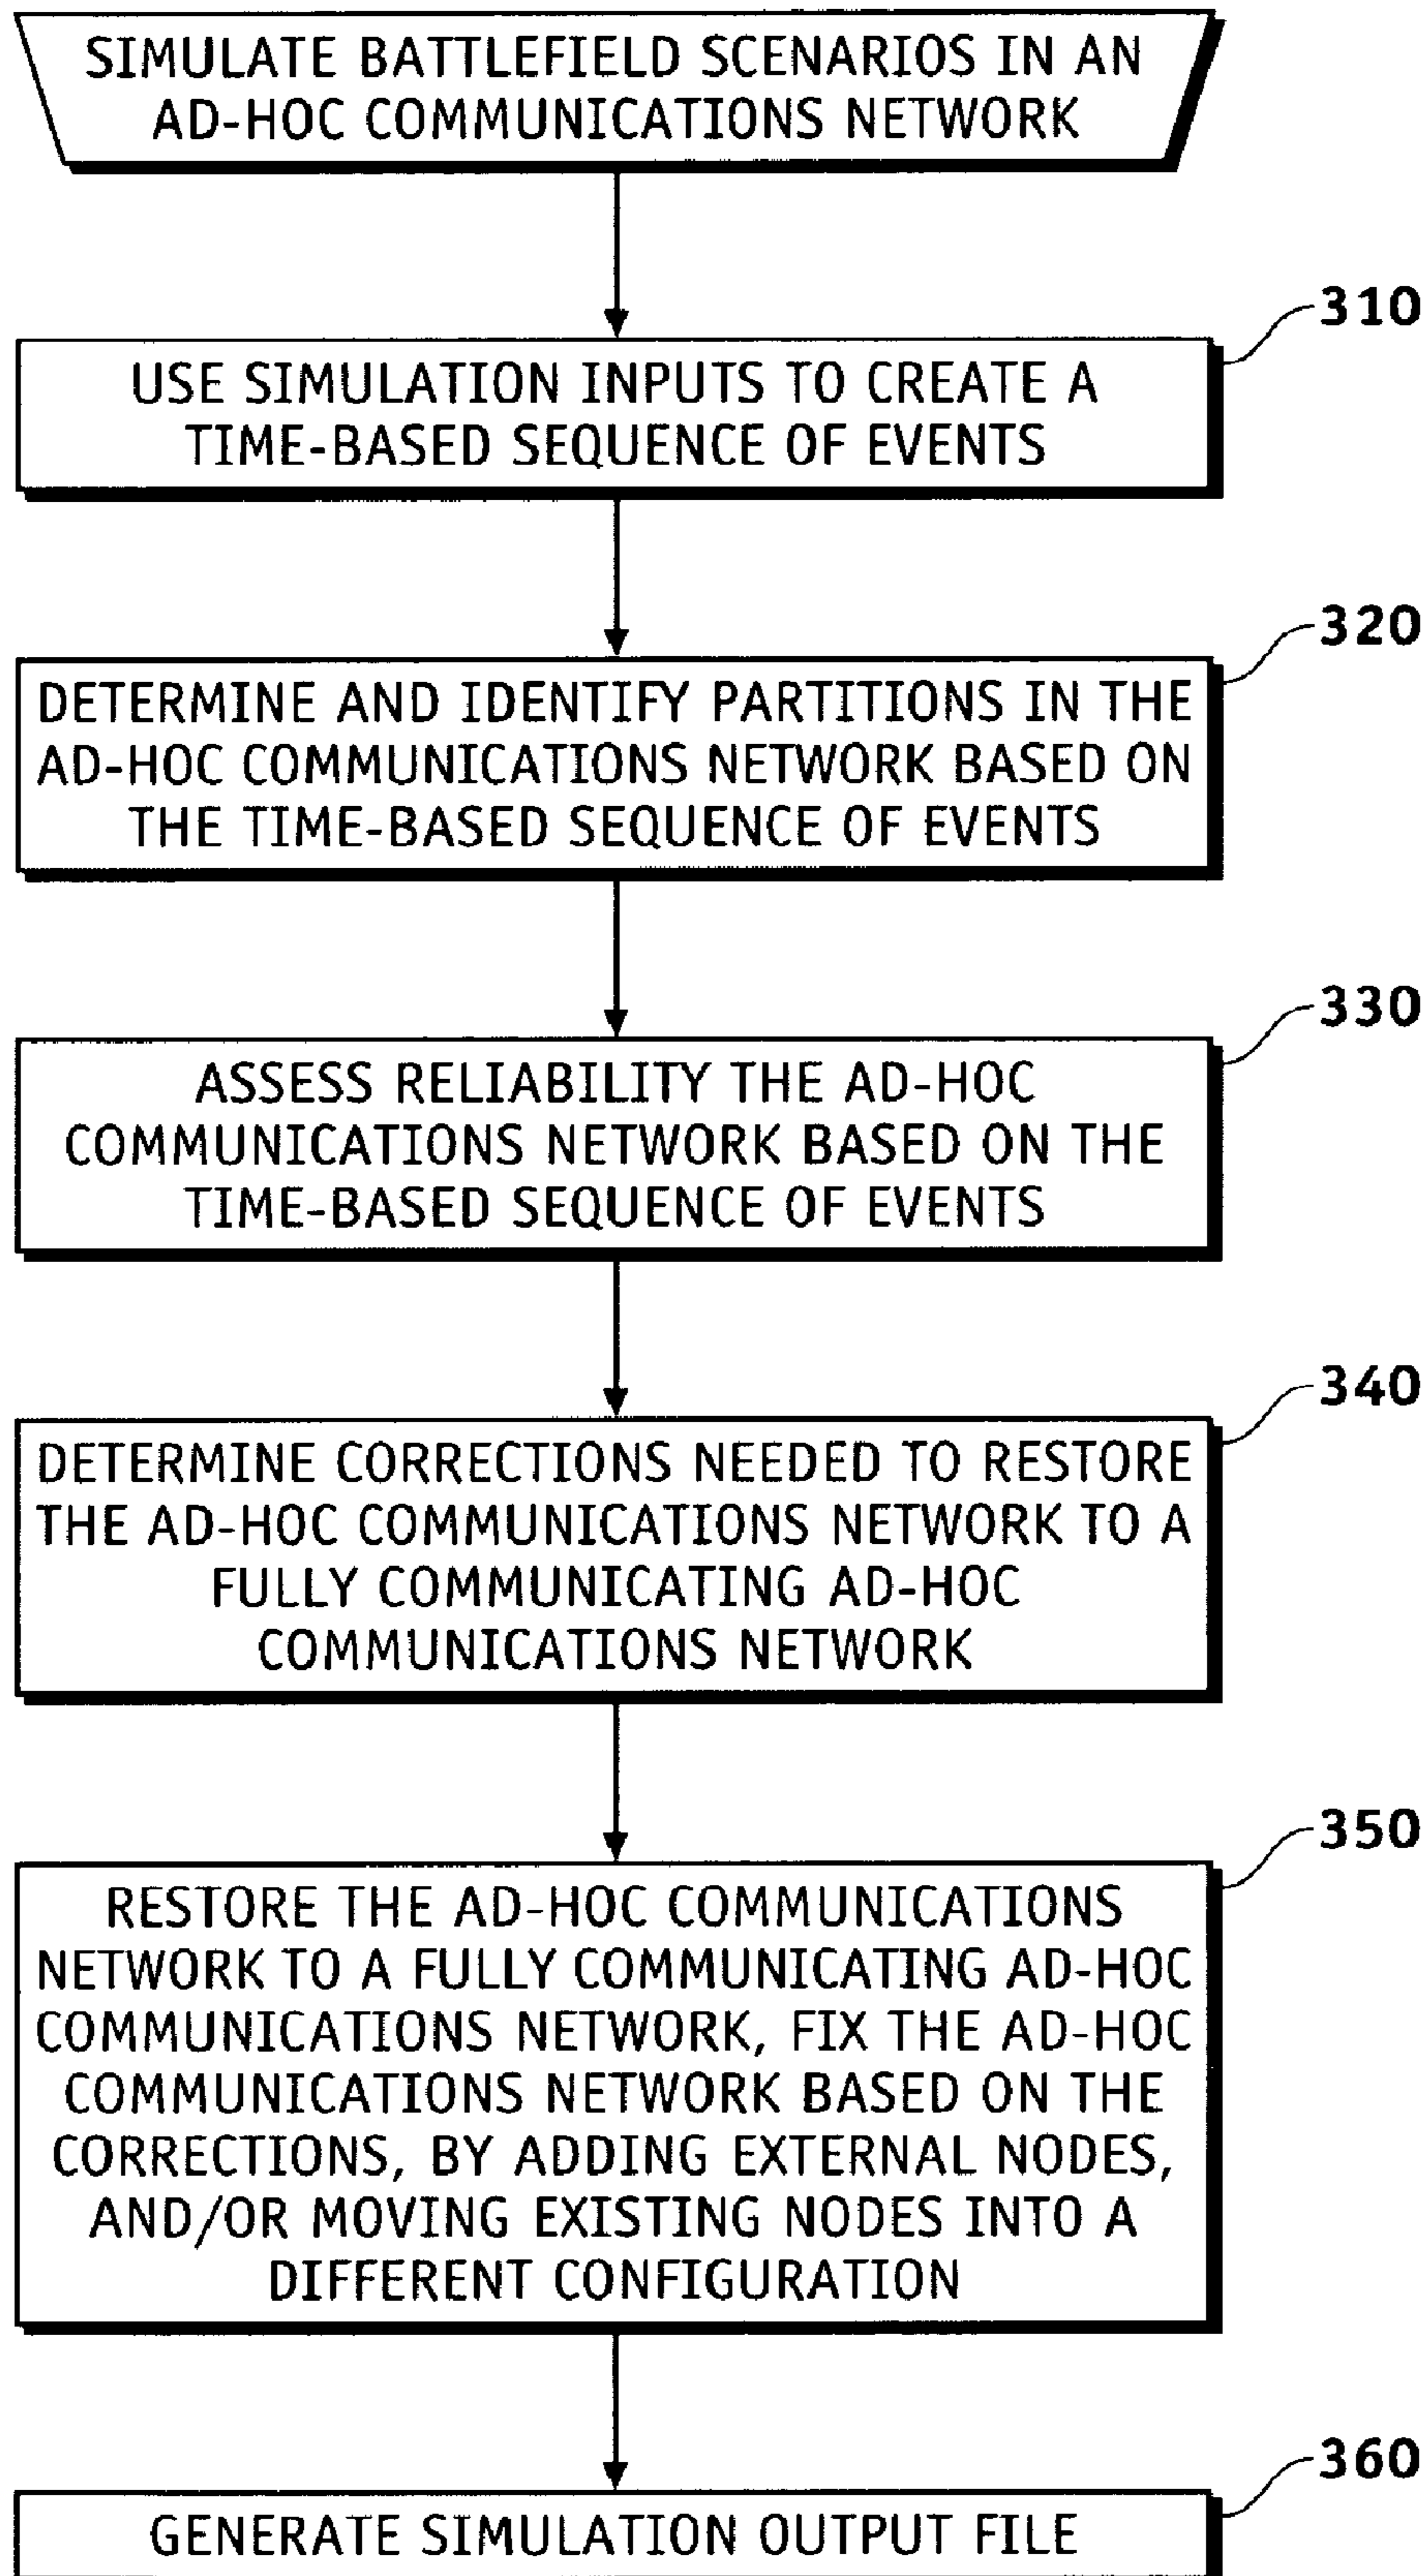 SIMULATE BATTLEFIELD SCENARIOS IN AN
AD-HOC COMMUNICATIONS NETWORK
310
USE SIMULATION INPUTS TO CREATE A
TIME-BASED SEQUENCE OF EVENTS
320
DETERMINE AND IDENTIFY PARTITIONS IN THE
AD-HOC COMMUNICATIONS NETWORK BASED ON
THE TIME-BASED SEQUENCE OF EVENTS
330
ASSESS RELIABILITY THE AD-HOC
COMMUNICATIONS NETWORK BASED ON THE
TIME-BASED SEQUENCE OF EVENTS
340
DETERMINE CORRECTIONS NEEDED TO RESTORE
THE AD-HOC COMMUNICATIONS NETWORK TO A
FULLY COMMUNICATING AD-HOC
COMMUNICATIONS NETWORK
350
RESTORE THE AD-HOC COMMUNICATIONS
NETWORK TO A FULLY COMMUNICATING AD-HOC
COMMUNICATIONS NETWORK, FIX THE AD-HOC
COMMUNICATIONS NETWORK BASED ON THE
CORRECTIONS, BY ADDING EXTERNAL NODES,
AND/OR MOVING EXISTING NODES INTO A
DIFFERENT CONFIGURATION
360
GENERATE SIMULATION OUTPUT FILE